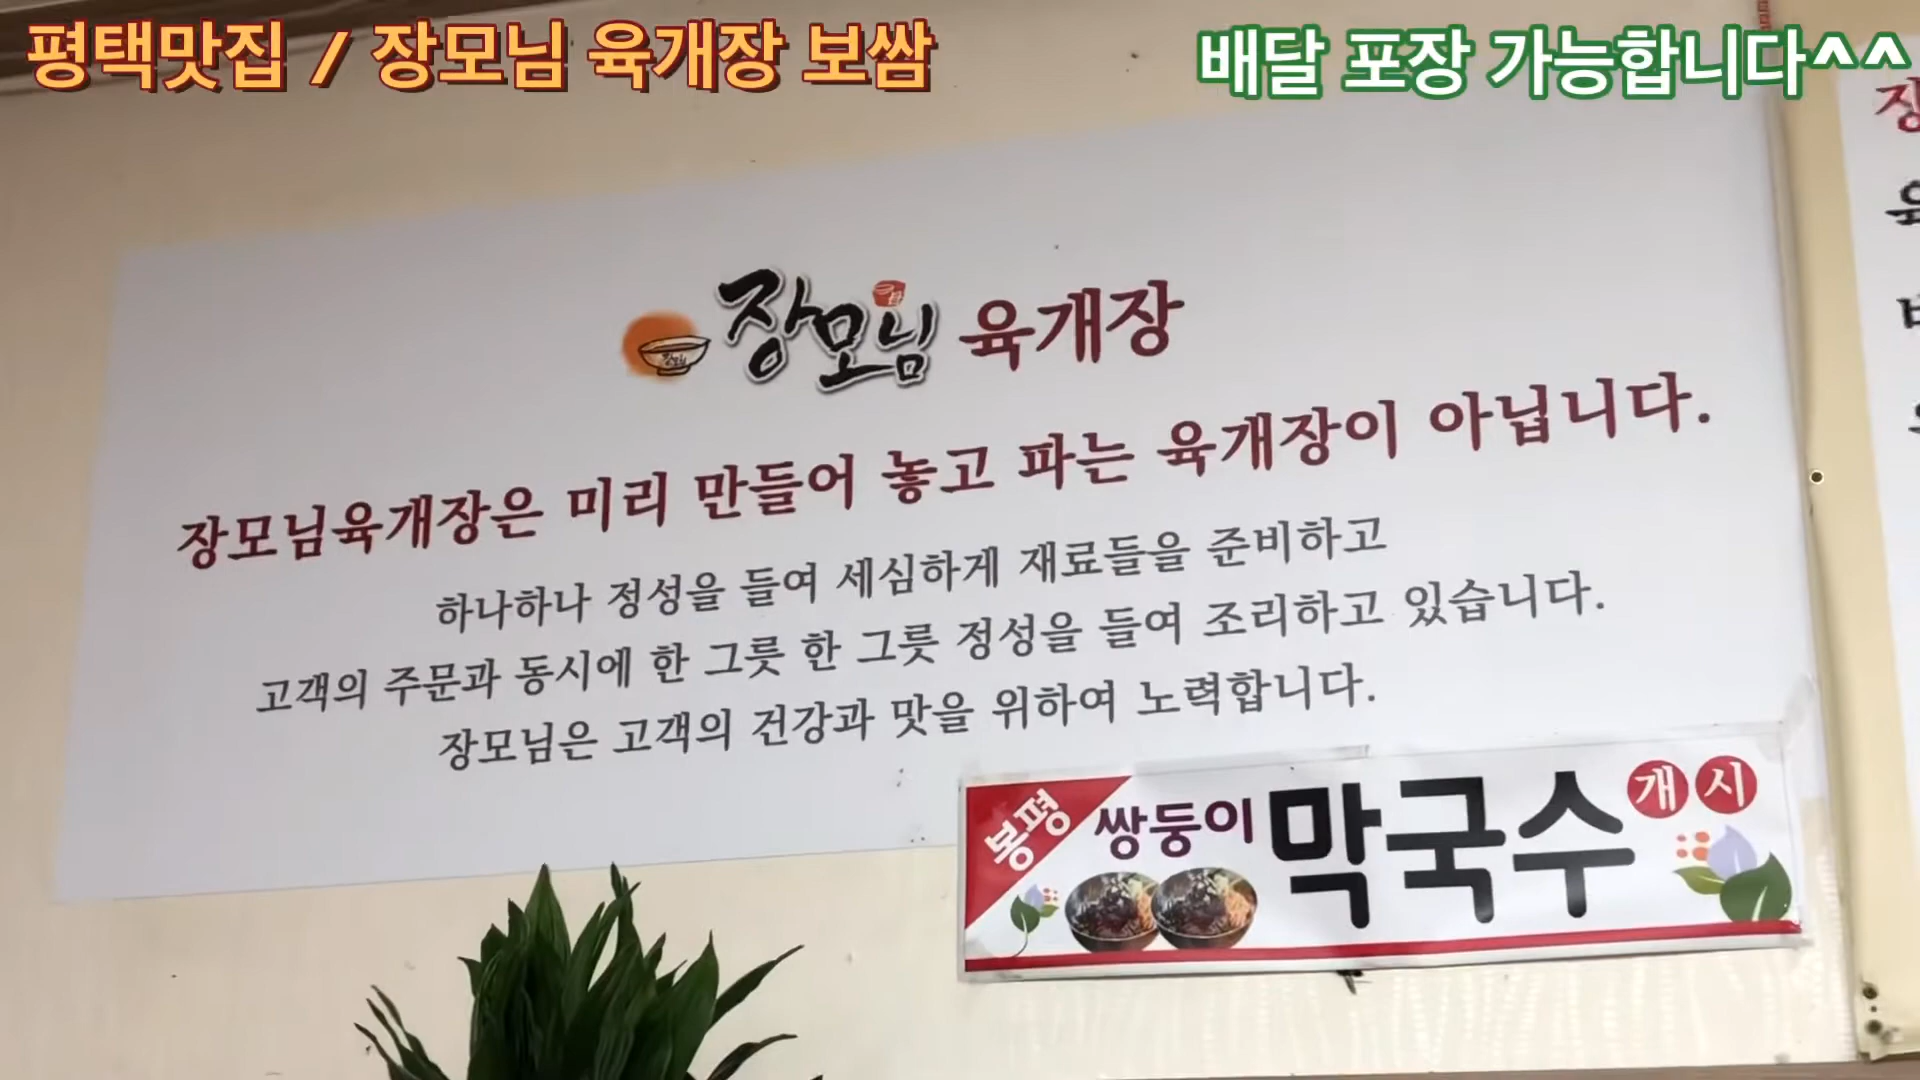 평택맛집 / 장모님 육개장 보쌈
배달 포장 가능합니다^^
장모님 육개장
장모님육개장은 미리 만들어 놓고 파는 육개장이 아닙니다.
하나하나 정성을 들여 세심하게 재료들을 준비하고
고객의 주문과 동시에 한 그릇 한 그릇 정성을 들여 조리하고 있습니다.
장모님은 고객의 건강과 맛을 위하여 노력합니다.
봉평 쌍둥이 막국수 개시